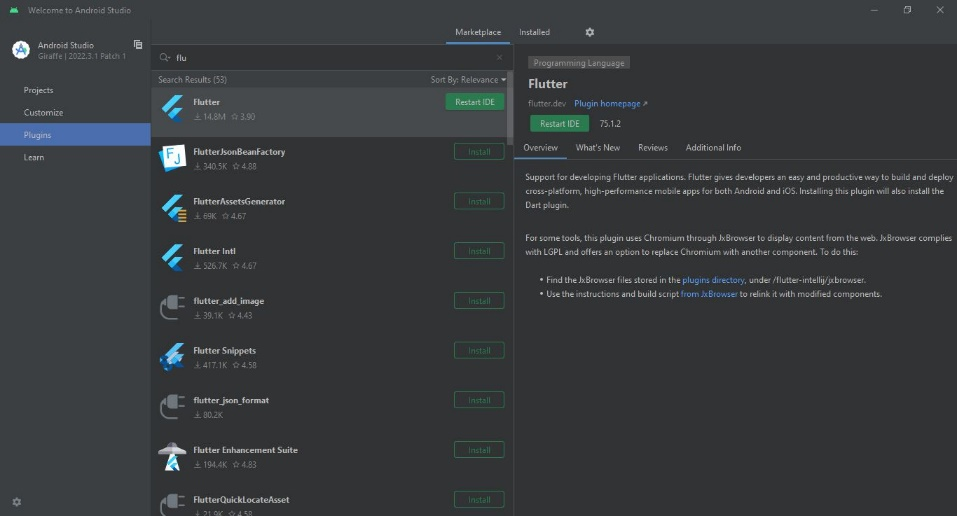 Welcome to Android Studio
Android Studio
Giraffe | 2022.3.1 Patch 1
Projects
Customize
Plugins
Learn
Marketplace
Installed
flu
Search Results (53)
Sort By: Relevance
Flutter
14.8M 3.90
Restart IDE
FlutterJsonBeanFactory
340.5K 4.88
Install
FlutterAssetsGenerator
69K 4.67
Install
Flutter Intl
526.7K 4.67
Install
flutter_add_image
39.1K 4.43
Install
Flutter Snippets
417.1K 4.58
Install
flutter_json_format
80.2K
Install
Flutter Enhancement Suite
194.4K 4.83
Install
FlutterQuickLocateAsset
21.9K 4.58
Install
Programming Language
Flutter
flutter.dev Plugin homepage
Restart IDE 75.1.2
Overview What's New Reviews Additional Info
Support for developing Flutter applications. Flutter gives developers an easy and productive way to build and deploy
cross-platform, high-performance mobile apps for both Android and iOS. Installing this plugin will also install the
Dart plugin.
For some tools, this plugin uses Chromium through JxBrowser to display content from the web. JxBrowser complies
with LGPL and offers an option to replace Chromium with another component. To do this:
• Find the JxBrowser files stored in the plugins directory, under /flutter-intellij/jxbrowser.
• Use the instructions and build script from JxBrowser to relink it with modified components.